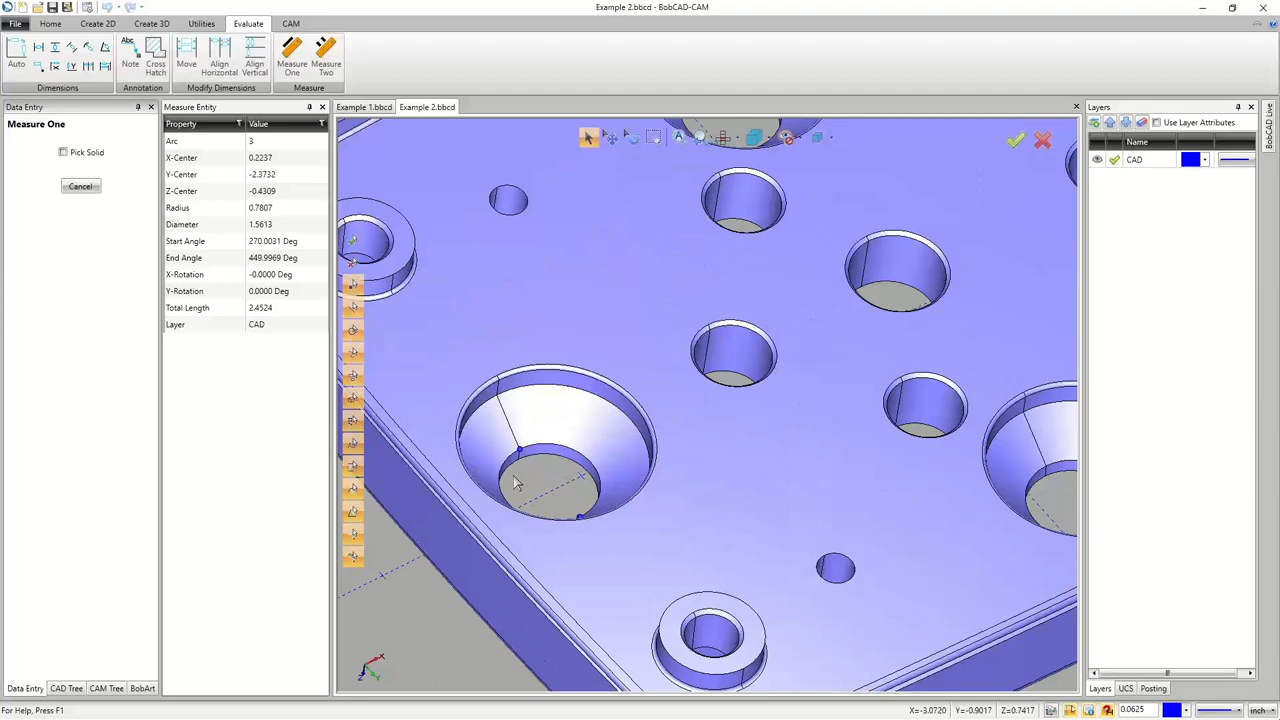 Example 2.bbcd - BobCAD-CAM
File Home Create 2D Create 3D Utilities Evaluate CAM
Auto
Abc
Note
Cross Hatch
Move
Align Horizontal
Align Vertical
Measure One
Measure Two
Dimensions Annotation Modify Dimensions Measure
Data Entry
Measure Entity
Example 1.bbcd Example 2.bbcd
Layers
BobCAD Live
Measure One
Pick Solid
Cancel
Property Value
Arc 3
X-Center 0.2237
Y-Center -2.3732
Z-Center -0.4309
Radius 0.7807
Diameter 1.5613
Start Angle 270.0031 Deg
End Angle 449.9969 Deg
X-Rotation -0.0000 Deg
Y-Rotation 0.0000 Deg
Total Length 2.4524
Layer CAD
Use Layer Attributes
Name
CAD
Data Entry CAD Tree CAM Tree BobArt
Layers UCS Posting
For Help, Press F1
X=-3.0720 Y=-0.9017 Z=0.7417 0.0625 inch